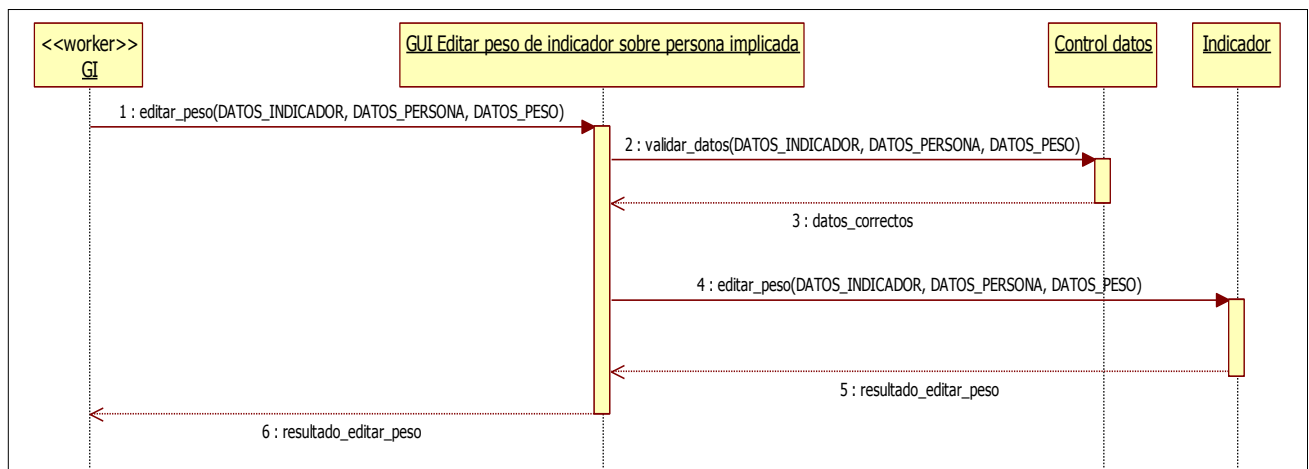 <<worker>>
GI
GUI Editar peso de indicador sobre persona implicada
Control datos
Indicador
1 : editar_peso(DATOS_INDICADOR, DATOS_PERSONA, DATOS_PESO)
2 : validar_datos(DATOS_INDICADOR, DATOS_PERSONA, DATOS_PESO)
3 : datos_correctos
4 : editar_peso(DATOS_INDICADOR, DATOS_PERSONA, DATOS_PESO)
5 : resultado_editar_peso
6 : resultado_editar_peso